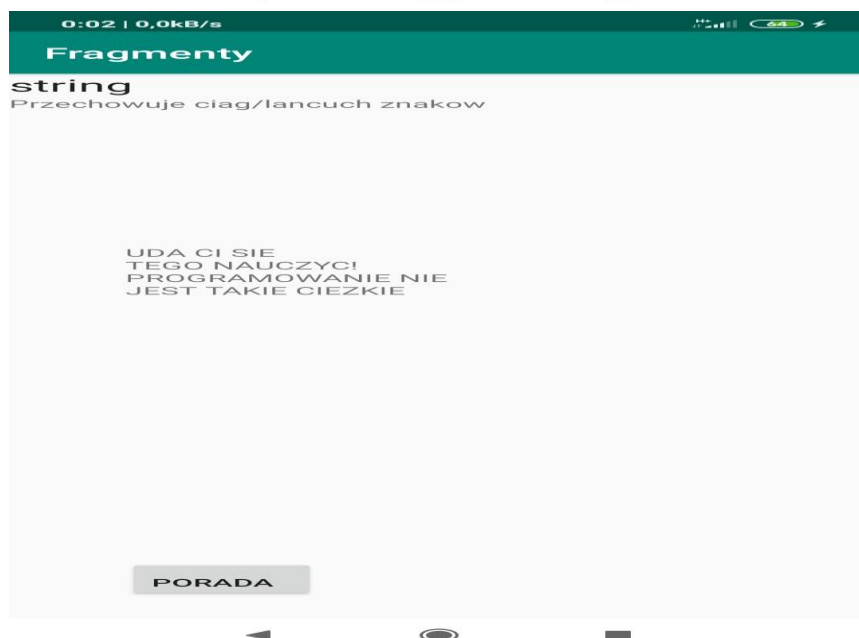 0:02 | 0,0kB/s
H+
64
Fragmenty
string
Przechowuje ciag/lancuch znakow
UDA CI SIE
TEGO NAUCZYC!
PROGRAMOWANIE NIE
JEST TAKIE CIEZKIE
PORADA